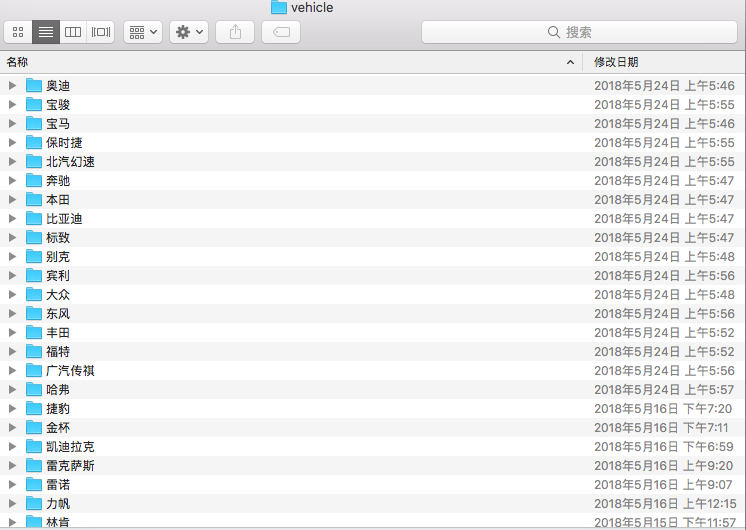 vehicle
搜索
名称 修改日期
奥迪 2018年5月24日 上午5:46
宝骏 2018年5月24日 上午5:55
宝马 2018年5月24日 上午5:46
保时捷 2018年5月24日 上午5:55
北汽幻速 2018年5月24日 上午5:55
奔驰 2018年5月24日 上午5:47
本田 2018年5月24日 上午5:47
比亚迪 2018年5月24日 上午5:47
标致 2018年5月24日 上午5:47
别克 2018年5月24日 上午5:48
宾利 2018年5月24日 上午5:56
大众 2018年5月24日 上午5:48
东风 2018年5月24日 上午5:56
丰田 2018年5月24日 上午5:52
福特 2018年5月24日 上午5:52
广汽传祺 2018年5月24日 上午5:56
哈弗 2018年5月24日 上午5:57
捷豹 2018年5月16日 下午7:20
金杯 2018年5月16日 下午7:11
凯迪拉克 2018年5月16日 下午6:59
雷克萨斯 2018年5月16日 上午9:20
雷诺 2018年5月16日 上午9:07
力帆 2018年5月16日 上午12:15
林肯 2018年5月15日 下午11:57